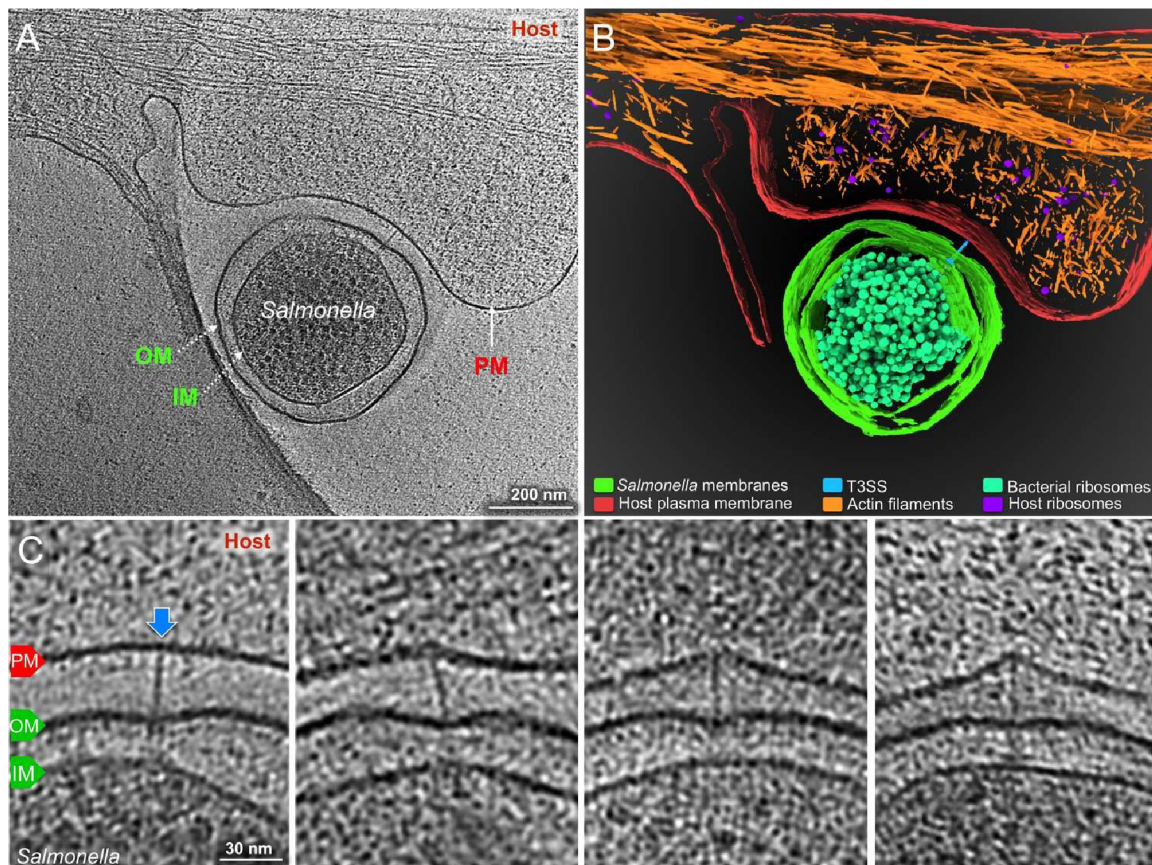 A
Host
Salmonella
OM
IM
PM
200 nm
B
Salmonella membranes
T3SS
Bacterial ribosomes
Host plasma membrane
Actin filaments
Host ribosomes
C
Host
PM
OM
IM
Salmonella
30 nm